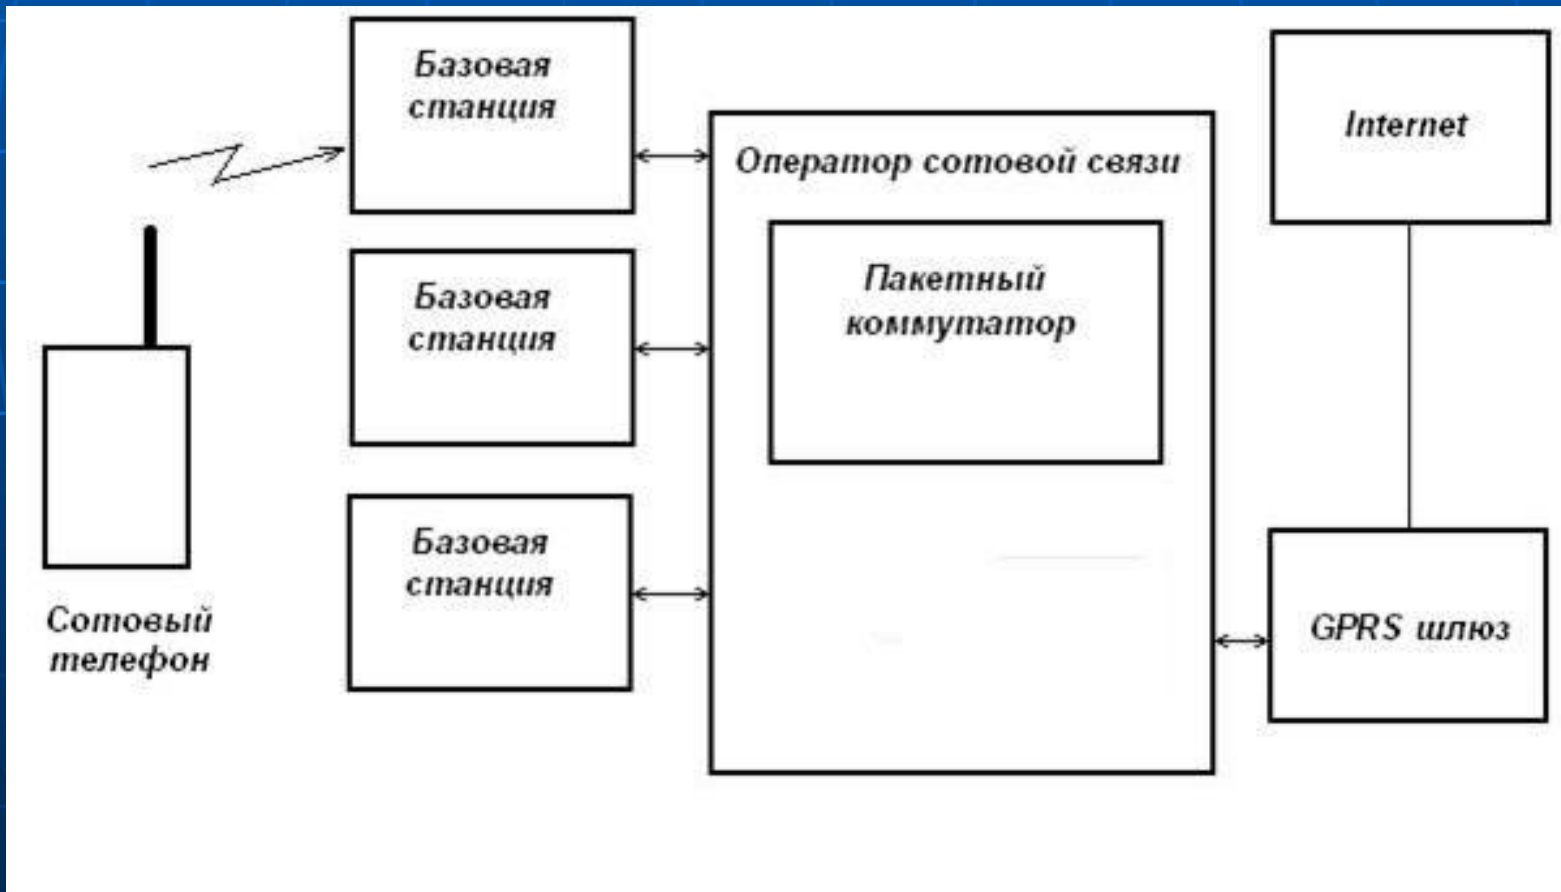 Базовая
станция
Базовая
станция
Базовая
станция
Сотовый
телефон
Оператор сотовой связи
Пакетный
коммутатор
Internet
GPRS шлюз